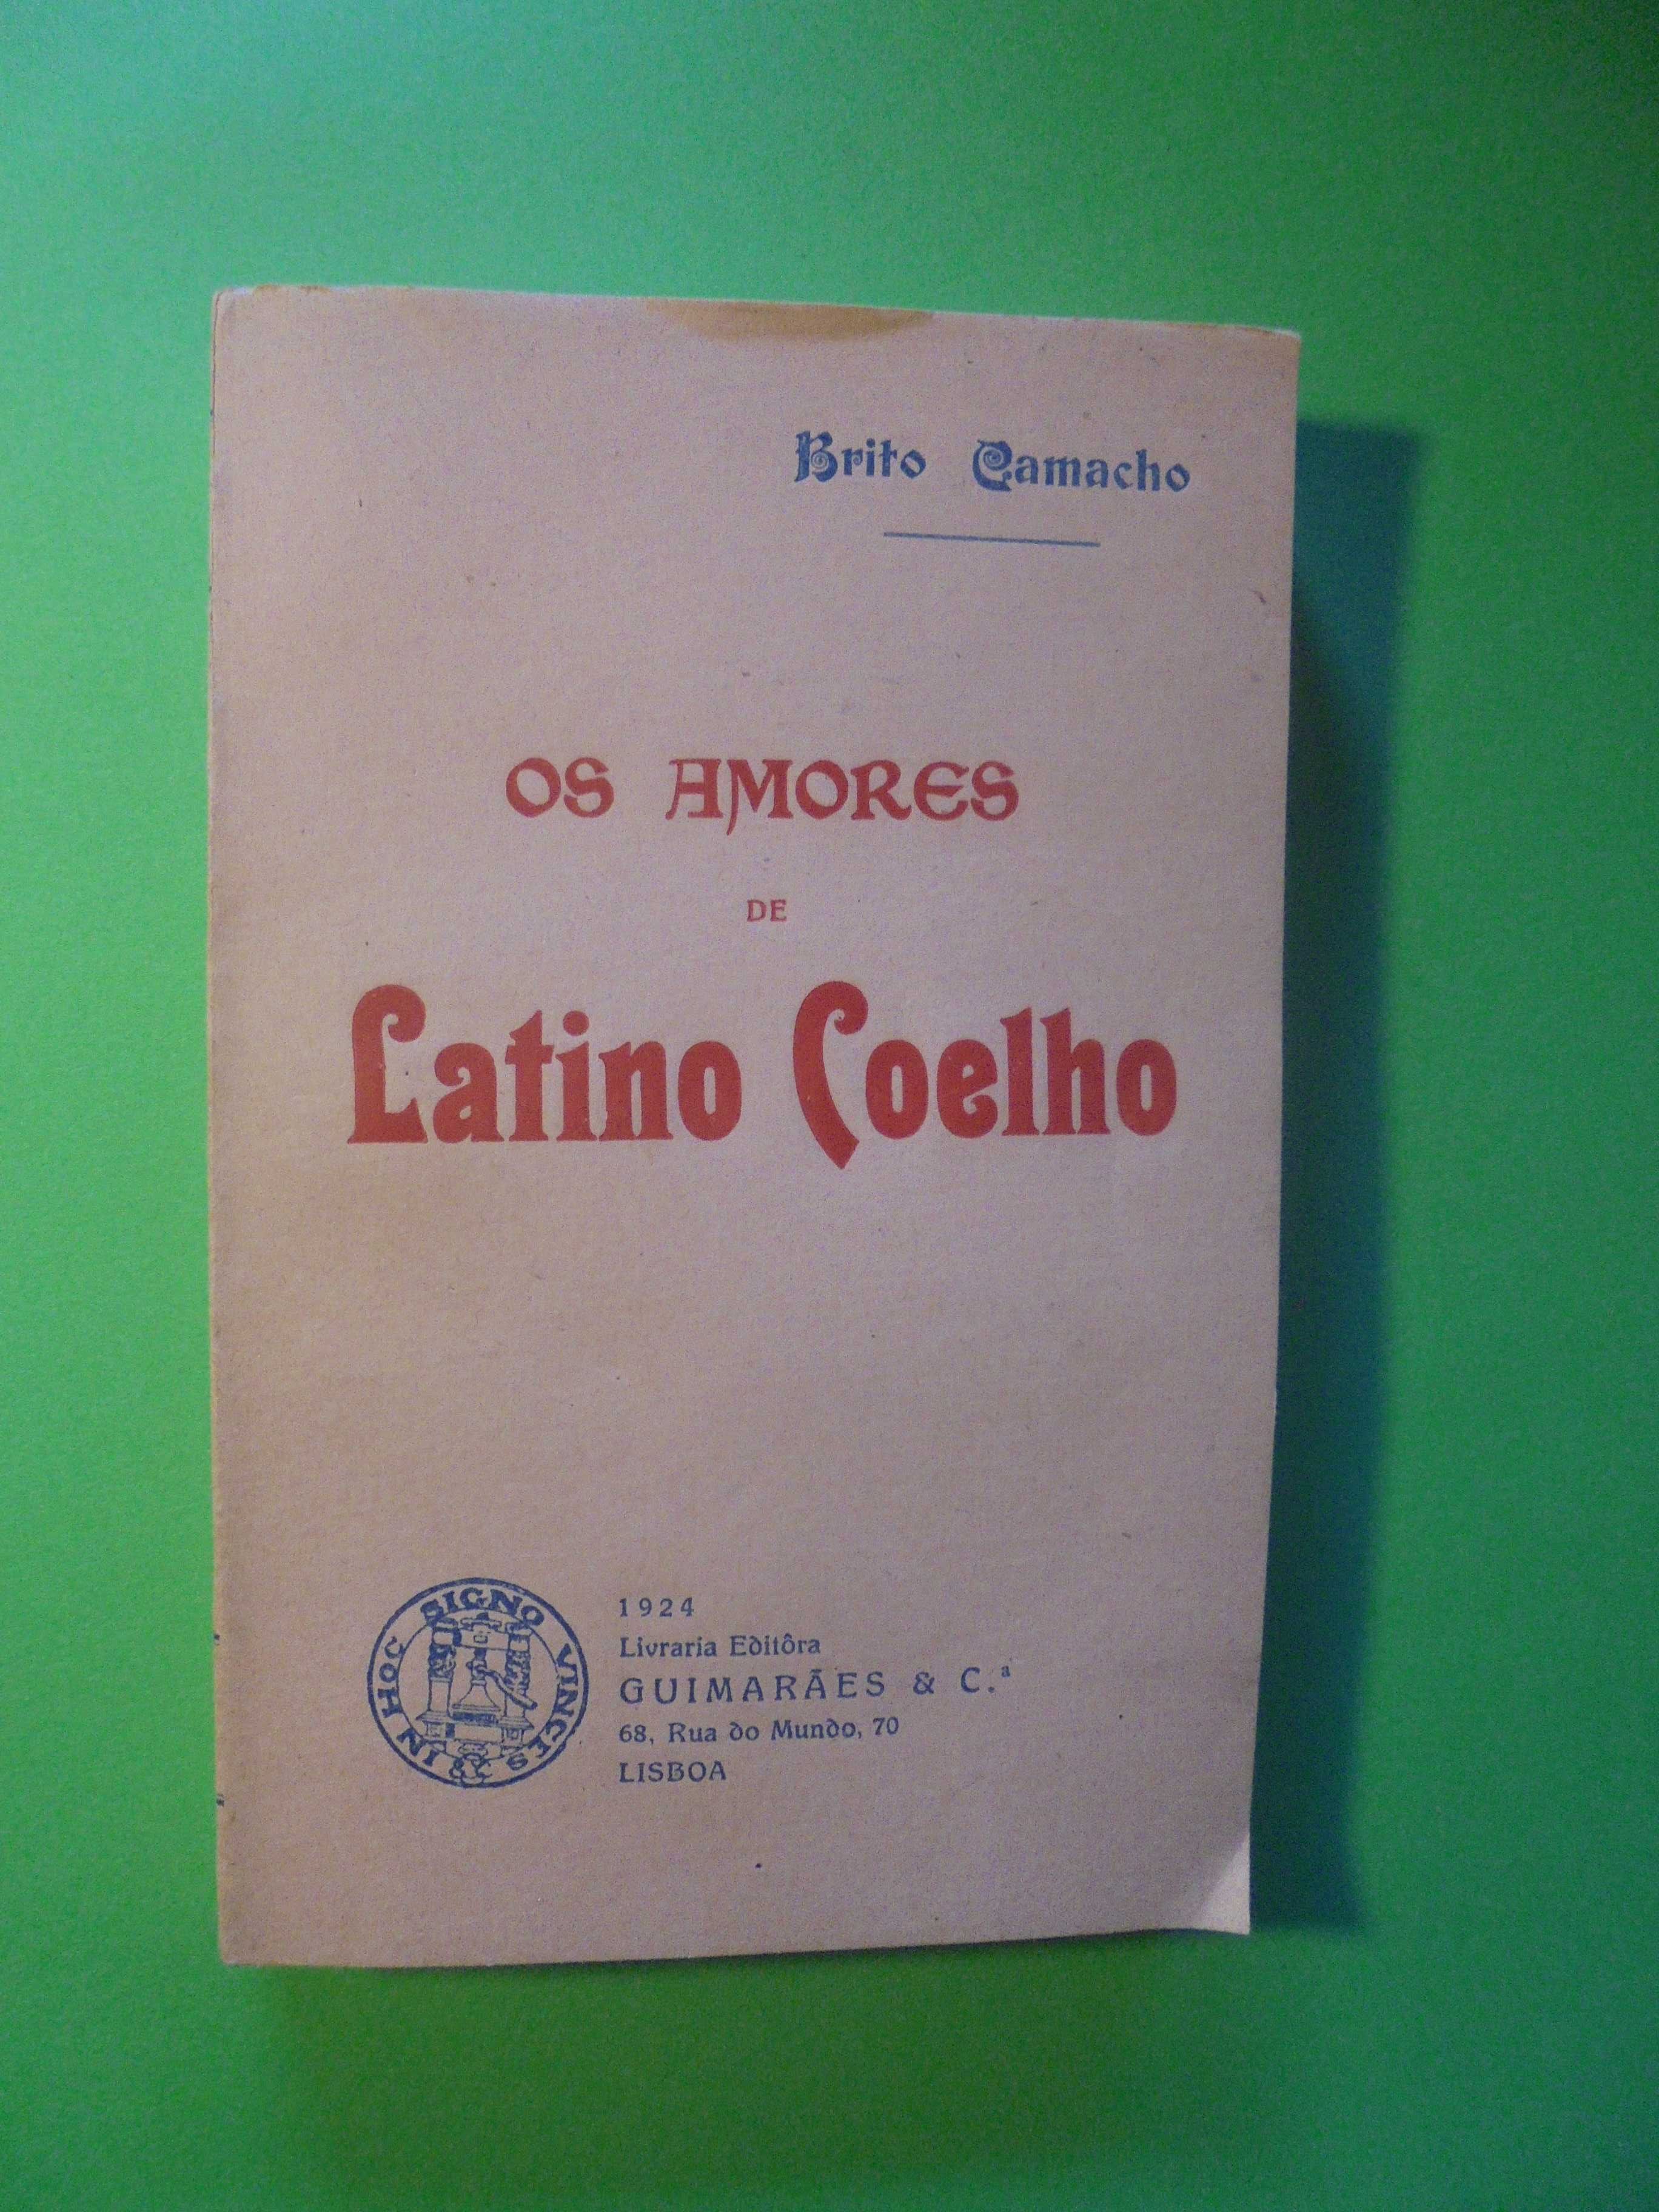 Brito Camacho
OS AMORES
DE
Latino Coelho
IN HOC SIGNO VINCES
1924
Livraria Editôra
GUIMARÃES & C.ª
68, Rua do Mundo, 70
LISBOA